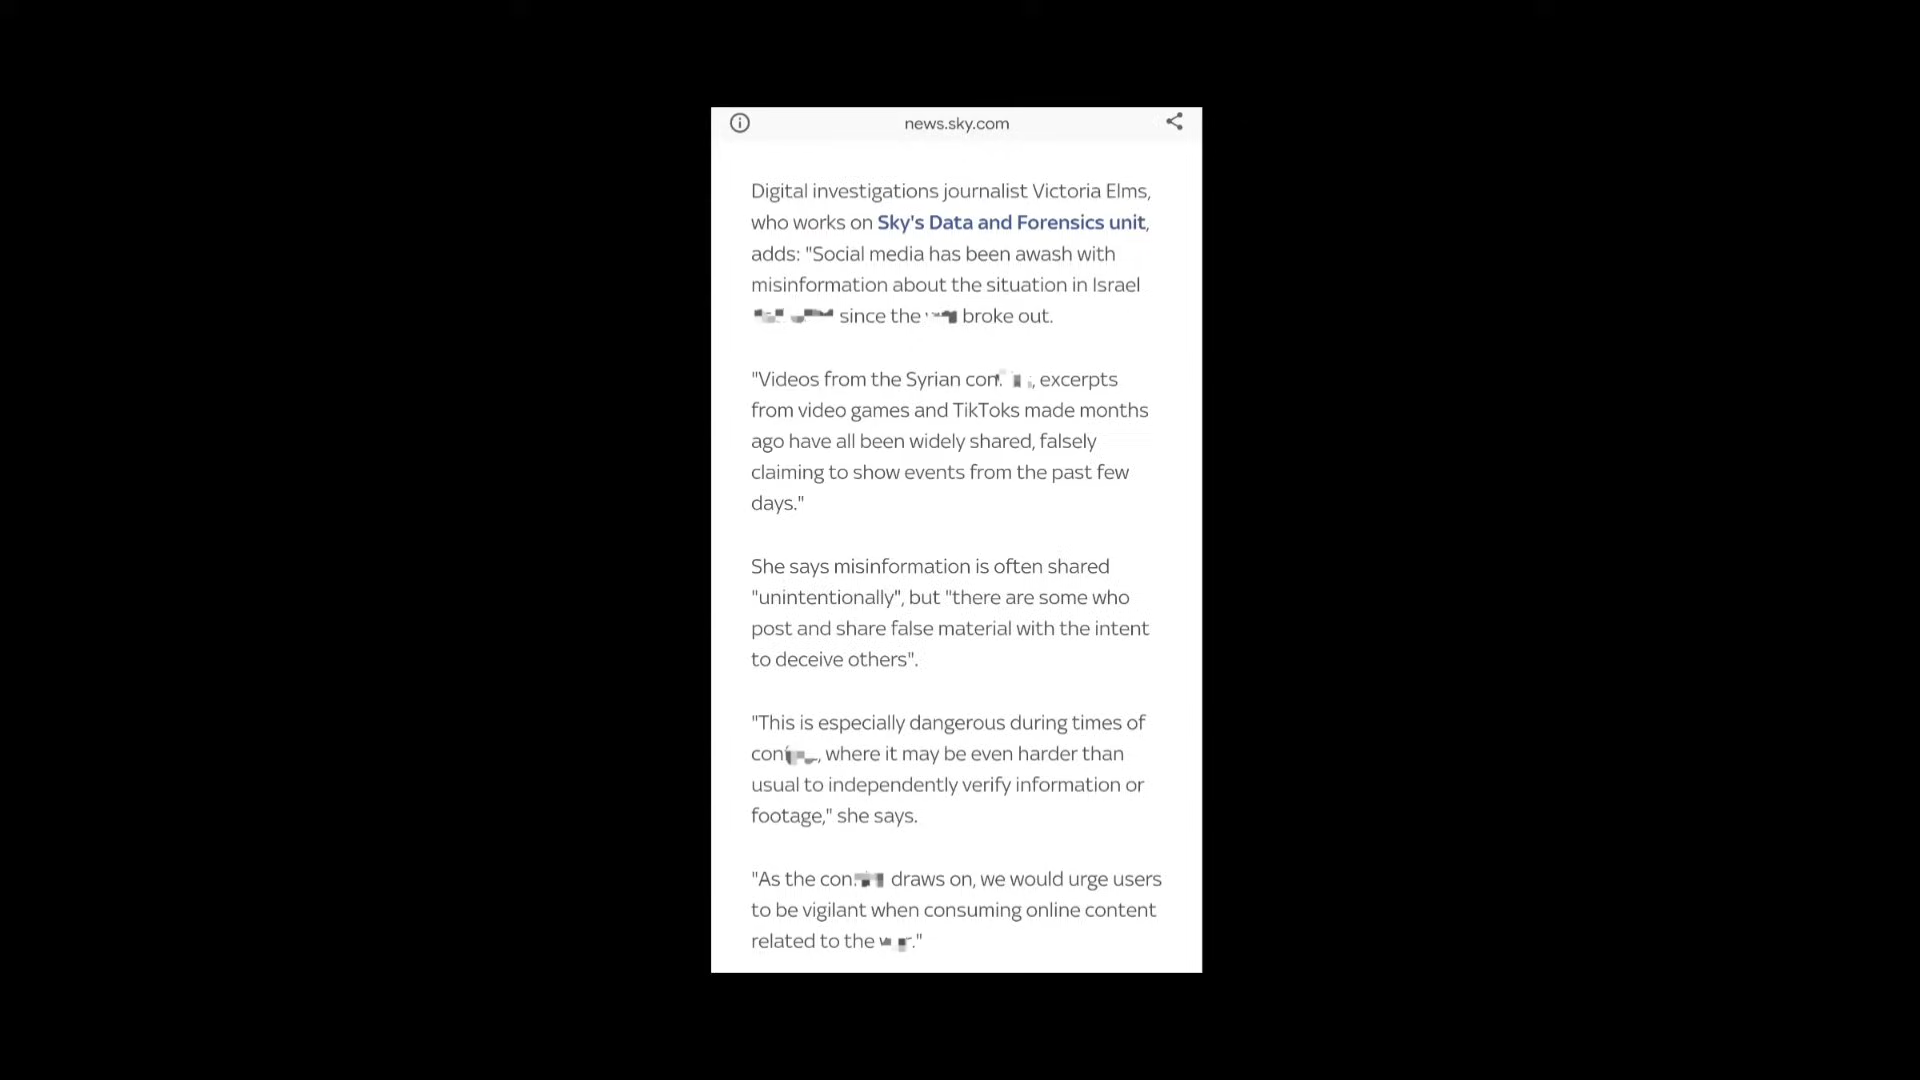 news.sky.com
Digital investigations journalist Victoria Elms,
who works on Sky's Data and Forensics unit,
adds: "Social media has been awash with
misinformation about the situation in Israel
since the broke out.
"Videos from the Syrian excerpts
from video games and TikToks made months
ago have all been widely shared, falsely
claiming to show events from the past few
days."
She says misinformation is often shared
"unintentionally", but "there are some who
post and share false material with the intent
to deceive others".
"This is especially dangerous during times of
where it may be even harder than
usual to independently verify information or
footage," she says.
"As the draws on, we would urge users
to be vigilant when consuming online content
related to the